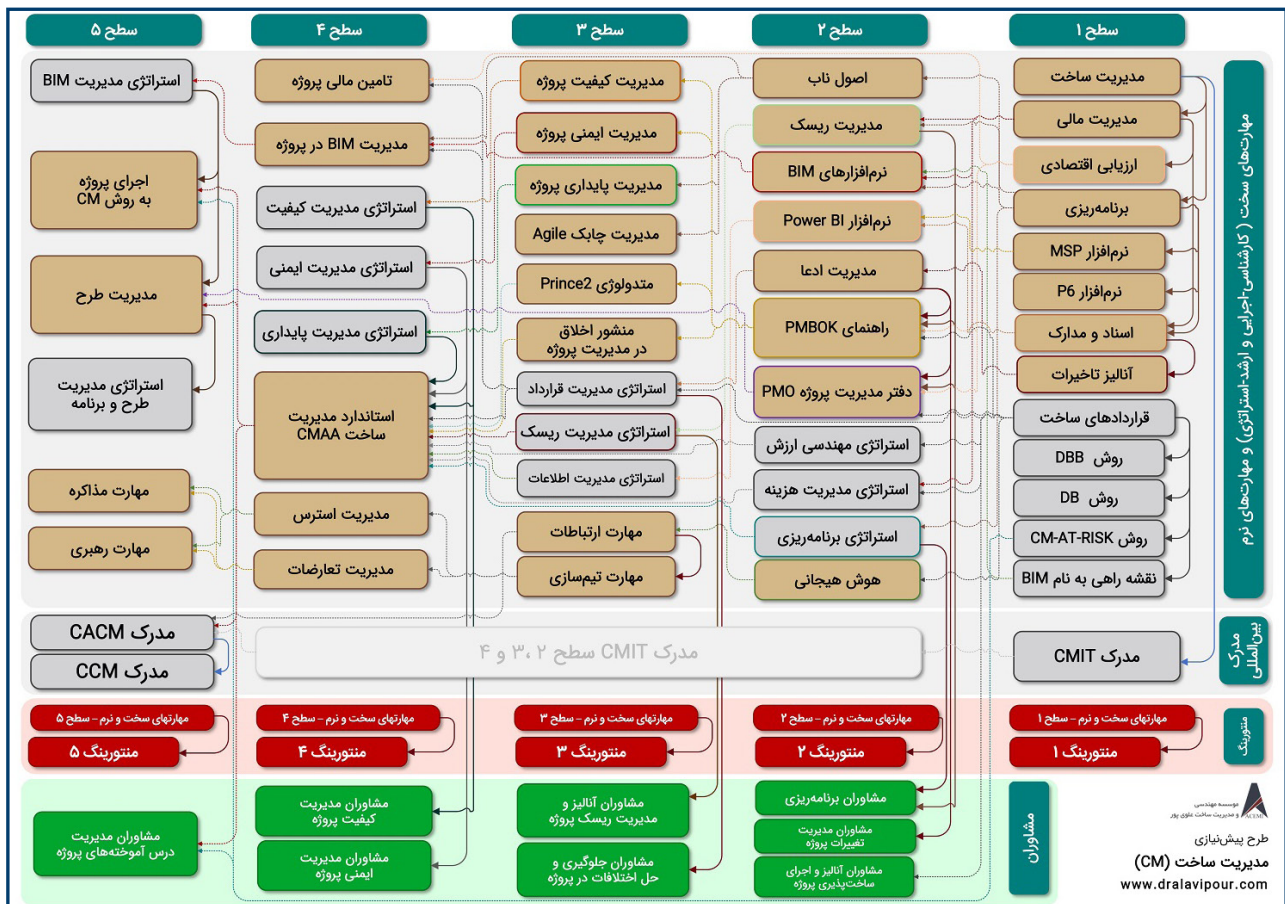 سطح ۱
سطح ۲
سطح ۳
سطح ۴
سطح ۵
مهارت‌های سخت (کارشناسی-اجرایی و ارشد-استراتژی) و مهارت‌های نرم
مدیریت ساخت
مدیریت مالی
ارزیابی اقتصادی
برنامه‌ریزی
نرم‌افزار MSP
نرم‌افزار P6
اسناد و مدارک
آنالیز تاخیرات
قراردادهای ساخت
روش DBB
روش DB
روش CM-AT-RISK
نقشه راهی به نام BIM
اصول ناب
مدیریت ریسک
نرم‌افزارهای BIM
نرم‌افزار Power BI
مدیریت ادعا
راهنمای PMBOK
دفتر مدیریت پروژه PMO
استراتژی مهندسی ارزش
استراتژی مدیریت هزینه
استراتژی برنامه‌ریزی
هوش هیجانی
مدیریت کیفیت پروژه
مدیریت ایمنی پروژه
مدیریت پایداری پروژه
مدیریت چابک Agile
متدولوژی Prince2
منشور اخلاق
در مدیریت پروژه
استراتژی مدیریت قرارداد
استراتژی مدیریت ریسک
استراتژی مدیریت اطلاعات
مهارت ارتباطات
مهارت تیم‌سازی
تامین مالی پروژه
مدیریت BIM در پروژه
استراتژی مدیریت کیفیت
استراتژی مدیریت ایمنی
استراتژی مدیریت پایداری
استاندارد مدیریت
ساخت CMAA
مدیریت استرس
مدیریت تعارضات
استراتژی مدیریت BIM
اجرای پروژه
به روش CM
مدیریت طرح
استراتژی مدیریت
طرح و برنامه
مهارت مذاکره
مهارت رهبری
مدرک
بین‌المللی
مدرک CMIT
مدرک CMIT سطح ۲ ،۳ و ۴
مدرک CACM
مدرک CCM
منتورینگ
مهارتهای سخت و نرم – سطح ۱
منتورینگ ۱
مهارتهای سخت و نرم – سطح ۲
منتورینگ ۲
مهارتهای سخت و نرم – سطح ۳
منتورینگ ۳
مهارتهای سخت و نرم – سطح ۴
منتورینگ ۴
مهارتهای سخت و نرم – سطح ۵
منتورینگ ۵
مشاوران
مشاوران برنامه‌ریزی
مشاوران مدیریت
تغییرات پروژه
مشاوران آنالیز و اجرای
ساخت‌پذیری پروژه
مشاوران آنالیز و
مدیریت ریسک پروژه
مشاوران جلوگیری و
حل اختلافات در پروژه
مشاوران مدیریت
کیفیت پروژه
مشاوران مدیریت
ایمنی پروژه
مشاوران مدیریت
درس آموخته‌های پروژه
موسسه مهندسی
و مدیریت ساخت علوی پور
ACEMI
طرح پیش‌نیازی
مدیریت ساخت (CM)
www.dralavipour.com